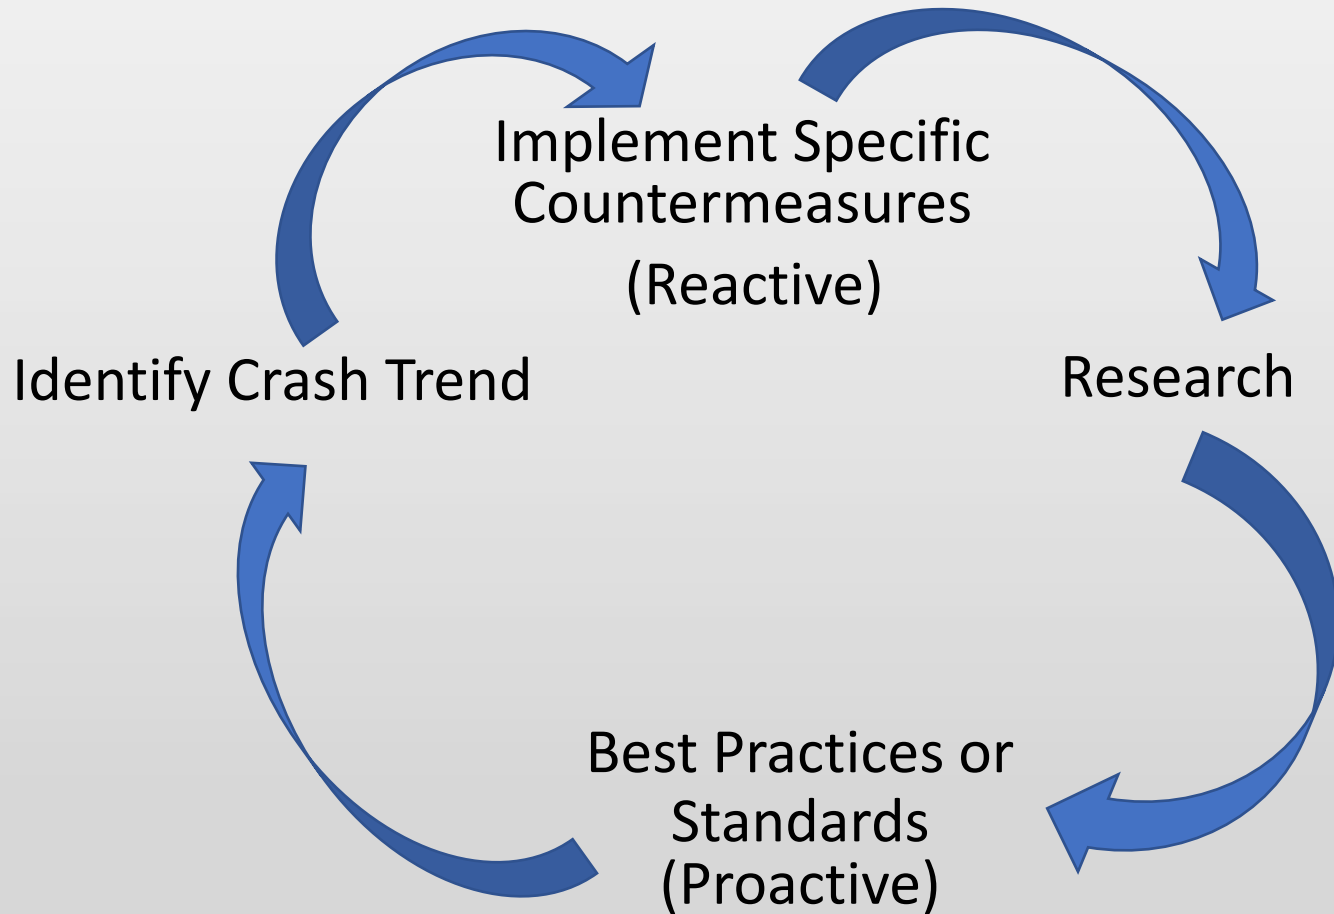 Implement Specific
Countermeasures
(Reactive)
Identify Crash Trend
Research
Best Practices or
Standards
(Proactive)